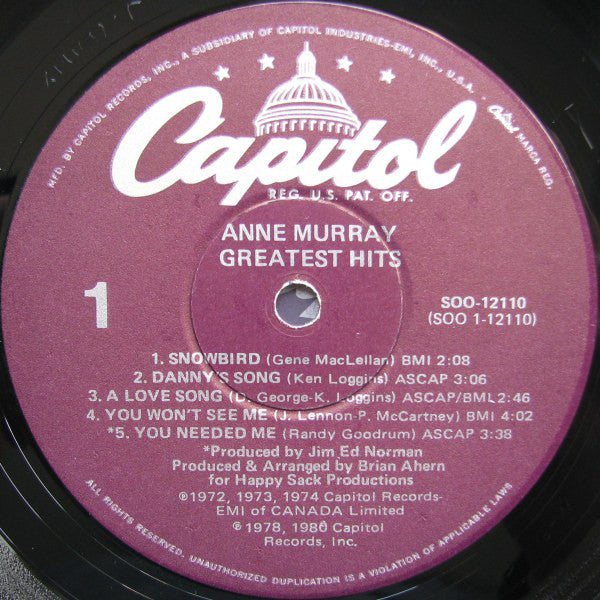 MFD. BY CAPITOL RECORDS, INC., A SUBSIDIARY OF CAPITOL INDUSTRIES-EMI, INC., U.S.A. • Capitol MARCA REG.
Capitol
REG. U.S. PAT. OFF.
ANNE MURRAY
GREATEST HITS
1
SOO-12110
(SOO 1-12110)
1. SNOWBIRD (Gene MacLellan) BMI 2:08
2. DANNY'S SONG (Ken Loggins) ASCAP 3:06
3. A LOVE SONG (D. George-K. Loggins) ASCAP/BMI 2:46
4. YOU WON'T SEE ME (J. Lennon-P. McCartney) BMI 4:02
*5. YOU NEEDED ME (Randy Goodrum) ASCAP 3:38
*Produced by Jim Ed Norman
Produced & Arranged by Brian Ahern
for Happy Sack Productions
℗1972, 1973, 1974 Capitol Records-
EMI of CANADA Limited
℗ 1978, 1980 Capitol
Records, Inc.
ALL RIGHTS RESERVED. UNAUTHORIZED DUPLICATION IS A VIOLATION OF APPLICABLE LAWS